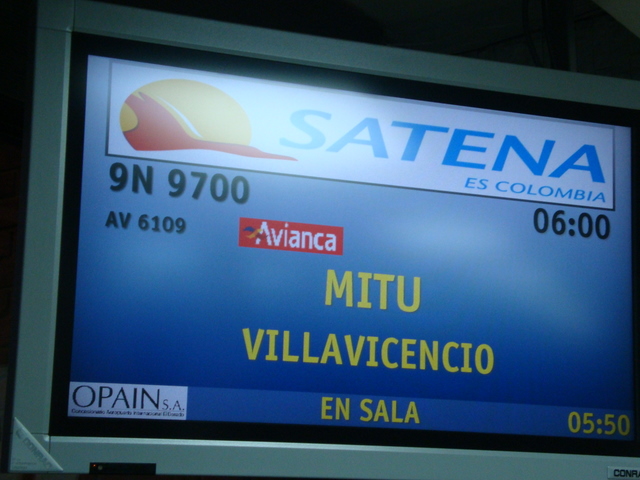 SATENA
ES COLOMBIA
9N 9700
06:00
AV 6109
Avianca
MITU
VILLAVICENCIO
OPAIN S.A.
EN SALA
05:50